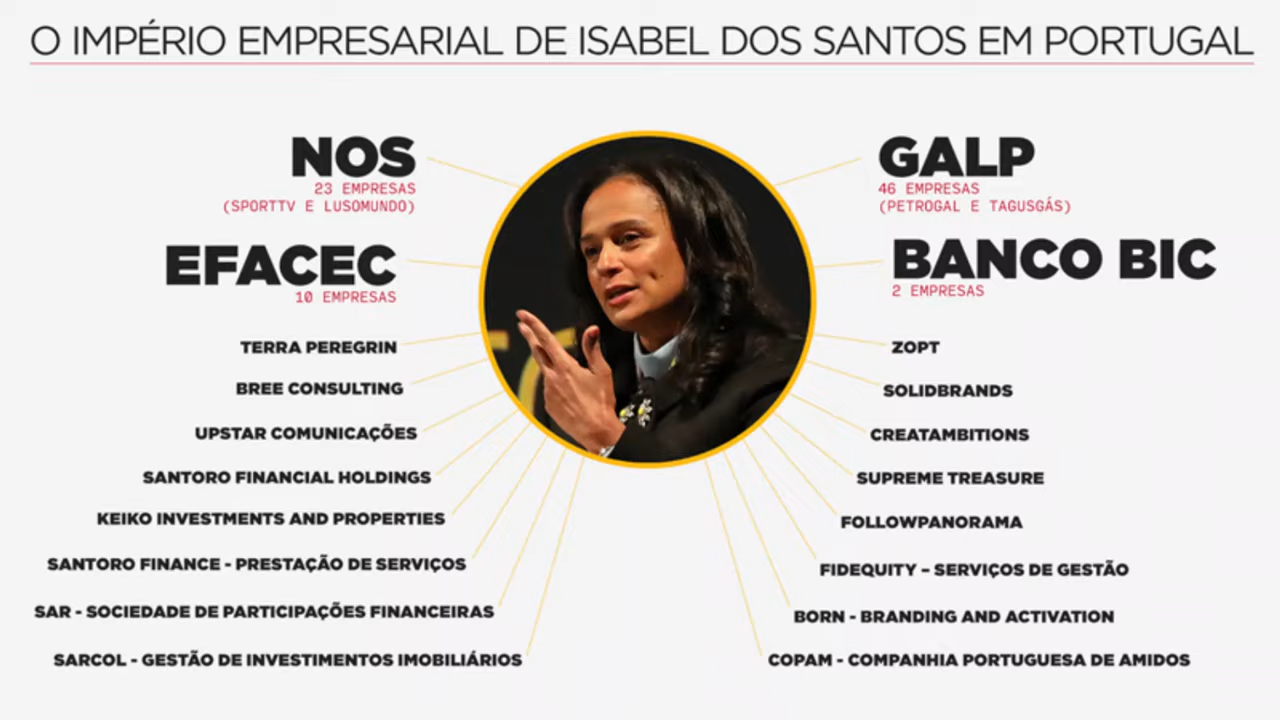 O IMPÉRIO EMPRESARIAL DE ISABEL DOS SANTOS EM PORTUGAL
NOS
23 EMPRESAS
(SPORTTV E LUSOMUNDO)
EFACEC
10 EMPRESAS
TERRA PEREGRIN
BREE CONSULTING
UPSTAR COMUNICAÇÕES
SANTORO FINANCIAL HOLDINGS
KEIKO INVESTMENTS AND PROPERTIES
SANTORO FINANCE - PRESTAÇÃO DE SERVIÇOS
SAR - SOCIEDADE DE PARTICIPAÇÕES FINANCEIRAS
SARCOL - GESTÃO DE INVESTIMENTOS IMOBILIÁRIOS
GALP
46 EMPRESAS
(PETROGAL E TAGUSGÁS)
BANCO BIC
2 EMPRESAS
ZOPT
SOLIDBRANDS
CREATAMBITIONS
SUPREME TREASURE
FOLLOWPANORAMA
FIDEQUITY – SERVIÇOS DE GESTÃO
BORN - BRANDING AND ACTIVATION
COPAM - COMPANHIA PORTUGUESA DE AMIDOS